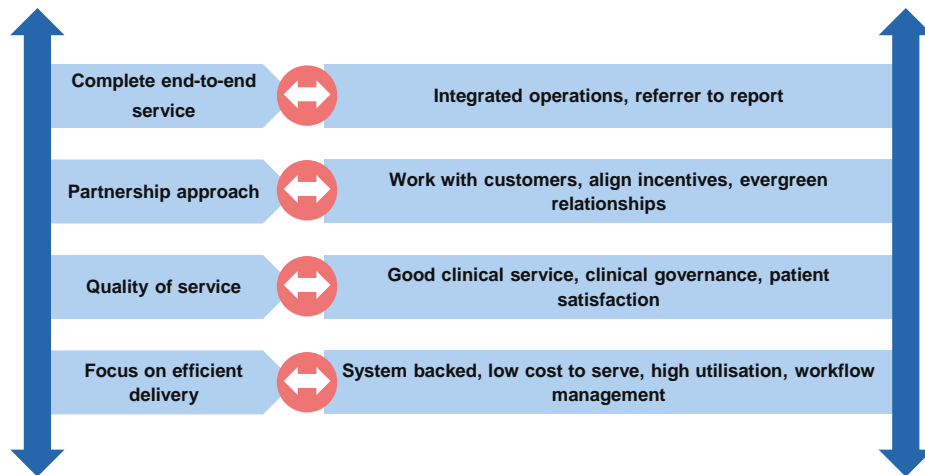 Complete end-to-end
service
Integrated operations, referrer to report
Partnership approach
Work with customers, align incentives, evergreen
relationships
Quality of service
Good clinical service, clinical governance, patient
satisfaction
Focus on efficient
delivery
System backed, low cost to serve, high utilisation, workflow
management